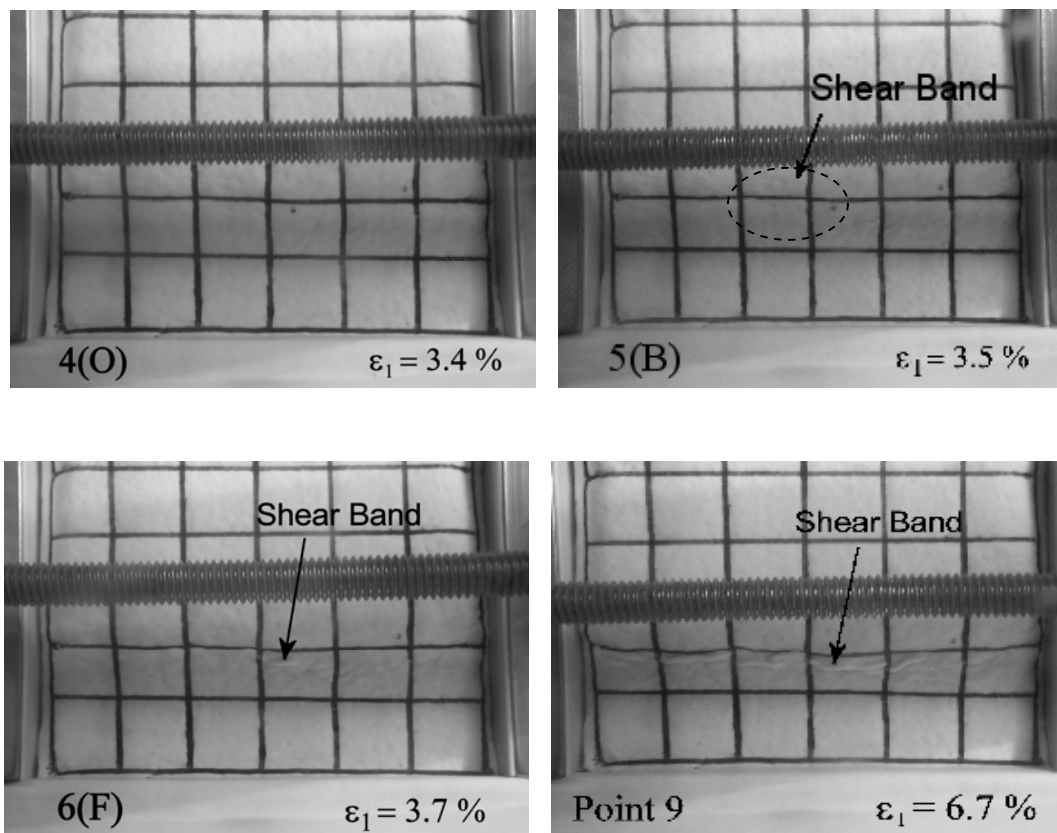 4(O)
ε₁ = 3.4 %
Shear Band
5(B)
ε₁ = 3.5 %
Shear Band
6(F)
ε₁ = 3.7 %
Shear Band
Point 9
ε₁ = 6.7 %